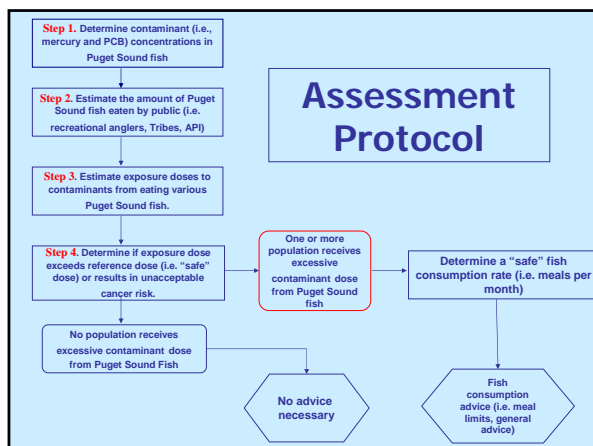 Assessment
Protocol
Step 1. Determine contaminant (i.e.,
mercury and PCB) concentrations in
Puget Sound fish
Step 2. Estimate the amount of Puget
Sound fish eaten by public (i.e.
recreational anglers, Tribes, API)
Step 3. Estimate exposure doses to
contaminants from eating various
Puget Sound fish.
Step 4. Determine if exposure dose
exceeds reference dose (i.e. “safe”
dose) or results in unacceptable
cancer risk.
One or more
population receives
excessive
contaminant dose
from Puget Sound
fish
Determine a “safe” fish
consumption rate (i.e. meals per
month)
No population receives
excessive contaminant dose
from Puget Sound Fish
No advice
necessary
Fish
consumption
advice (i.e. meal
limits, general
advice)